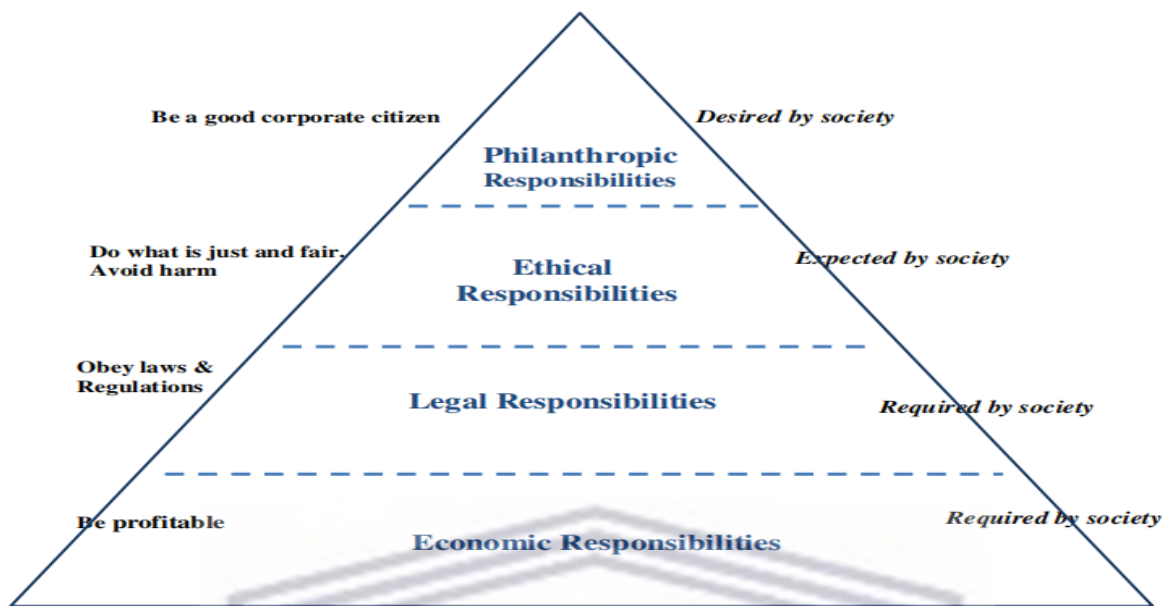 Be a good corporate citizen
Desired by society
Philanthropic
Responsibilities
Do what is just and fair,
Avoid harm
Expected by society
Ethical
Responsibilities
Obey laws &
Regulations
Legal Responsibilities
Required by society
Be profitable
Required by society
Economic Responsibilities